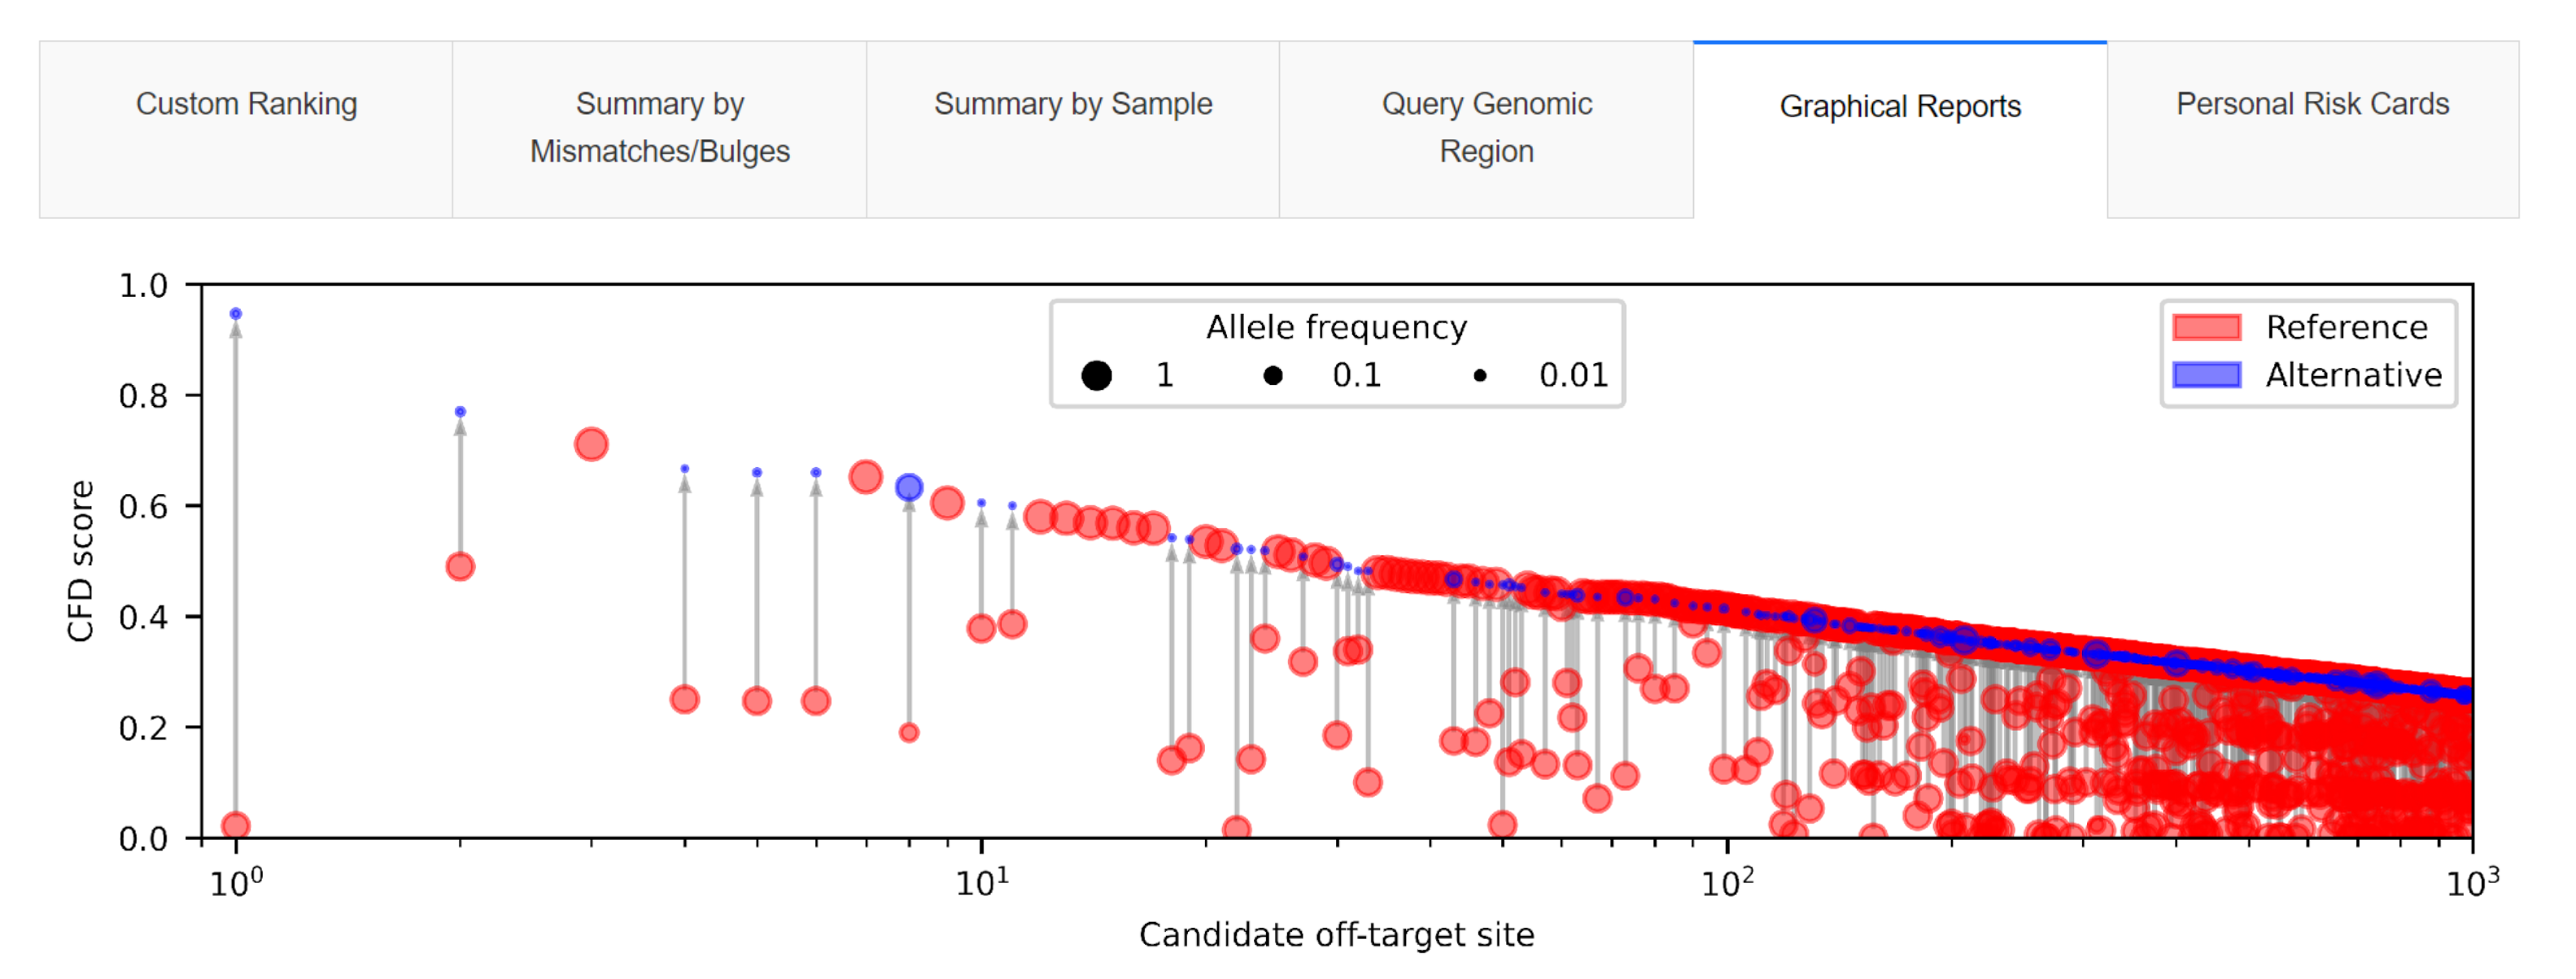 Custom Ranking
Summary by
Mismatches/Bulges
Summary by Sample
Query Genomic
Region
Graphical Reports
Personal Risk Cards
1.0
0.8
0.6
0.4
0.2
0.0
CFD score
Allele frequency
1 0.1 0.01
Reference
Alternative
10⁰ 10¹ 10² 10³
Candidate off-target site